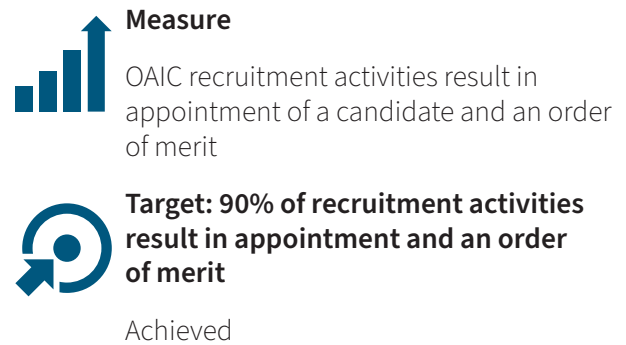 Measure
OAIC recruitment activities result in
appointment of a candidate and an order
of merit
Target: 90% of recruitment activities
result in appointment and an order
of merit
Achieved